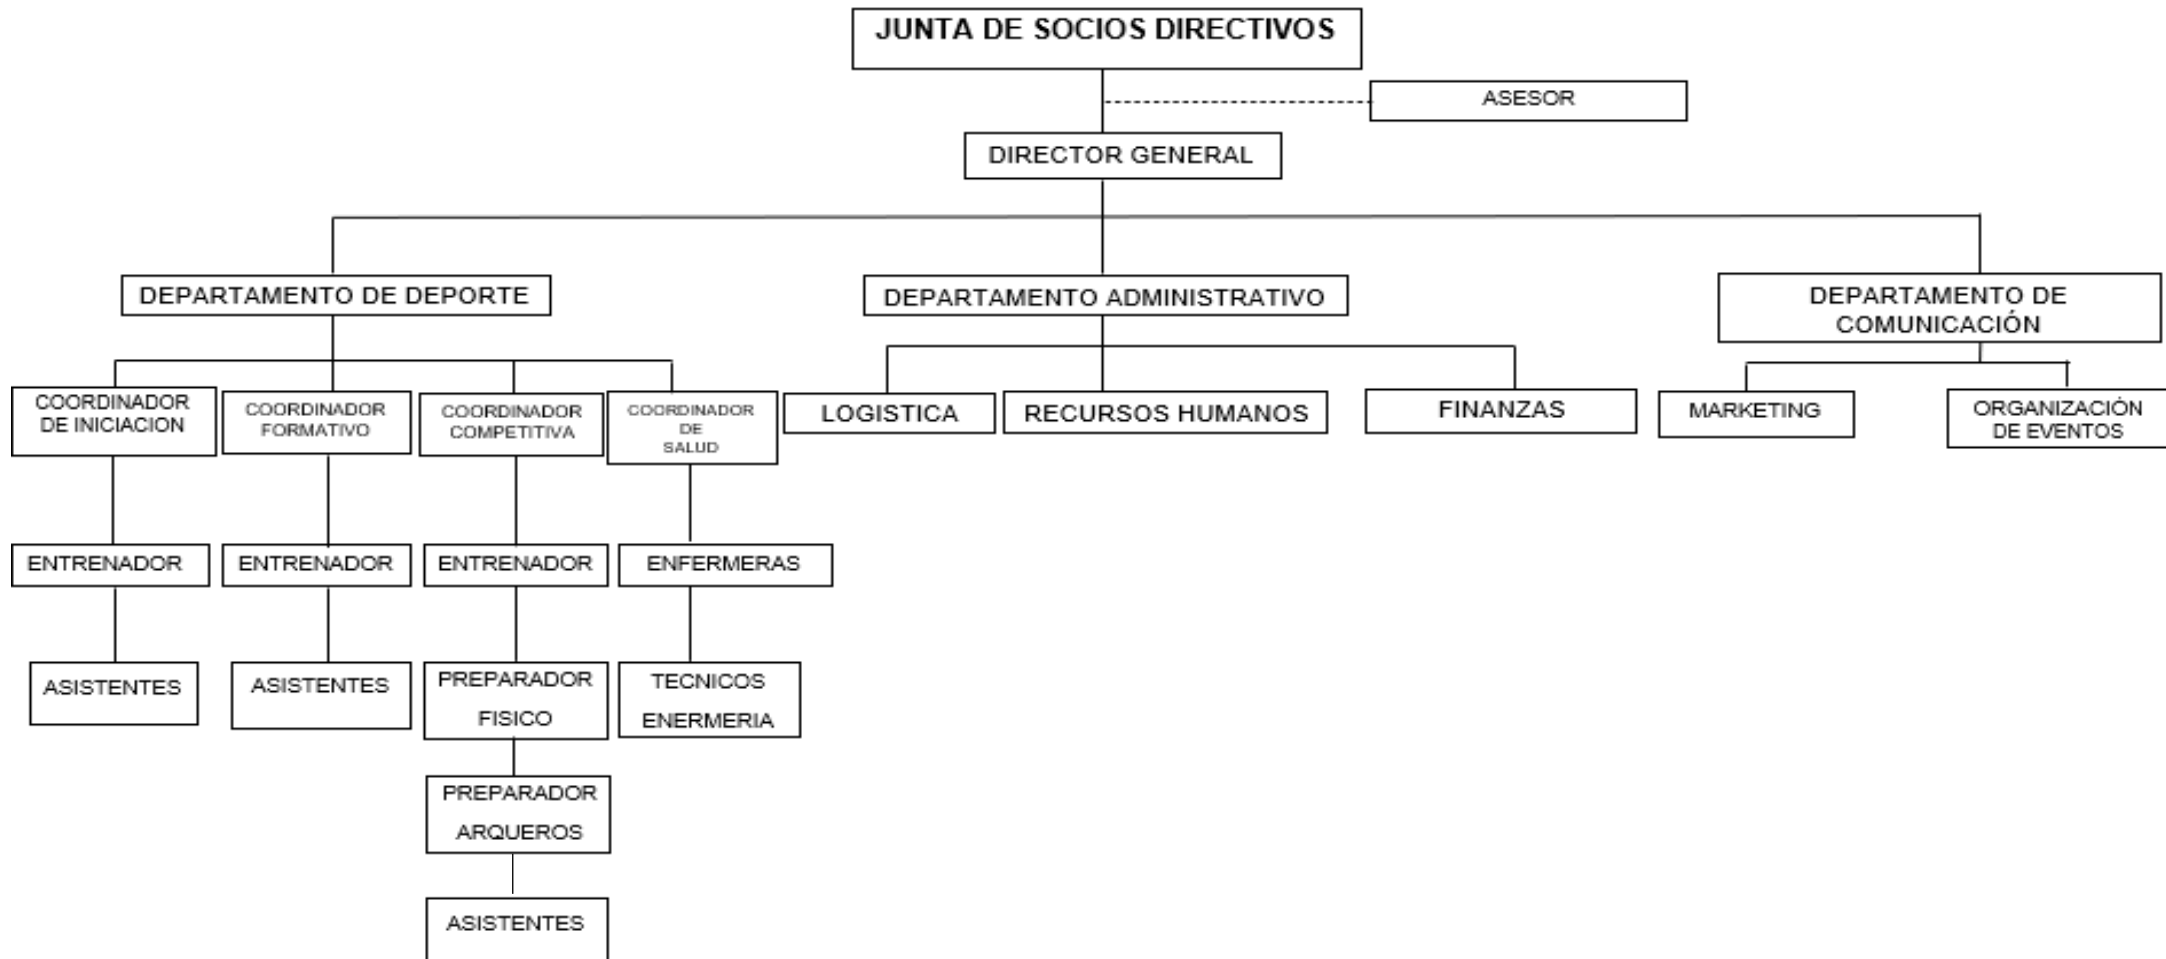 JUNTA DE SOCIOS DIRECTIVOS
ASESOR
DIRECTOR GENERAL
DEPARTAMENTO DE DEPORTE
DEPARTAMENTO ADMINISTRATIVO
DEPARTAMENTO DE
COMUNICACIÓN
COORDINADOR
DE INICIACION
COORDINADOR
FORMATIVO
COORDINADOR
COMPETITIVA
COORDINADOR
DE
SALUD
LOGISTICA
RECURSOS HUMANOS
FINANZAS
MARKETING
ORGANIZACIÓN
DE EVENTOS
ENTRENADOR
ENTRENADOR
ENTRENADOR
ENFERMERAS
ASISTENTES
ASISTENTES
PREPARADOR
FISICO
TECNICOS
ENERMERIA
PREPARADOR
ARQUEROS
ASISTENTES